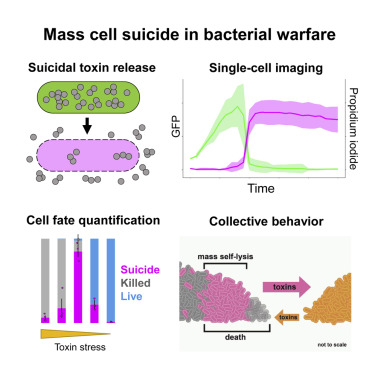 Mass cell suicide in bacterial warfare
Suicidal toxin release
Single-cell imaging
GFP
Propidium iodide
Time
Cell fate quantification
Suicide
Killed
Live
Toxin stress
Collective behavior
mass self-lysis
toxins
toxins
death
not to scale